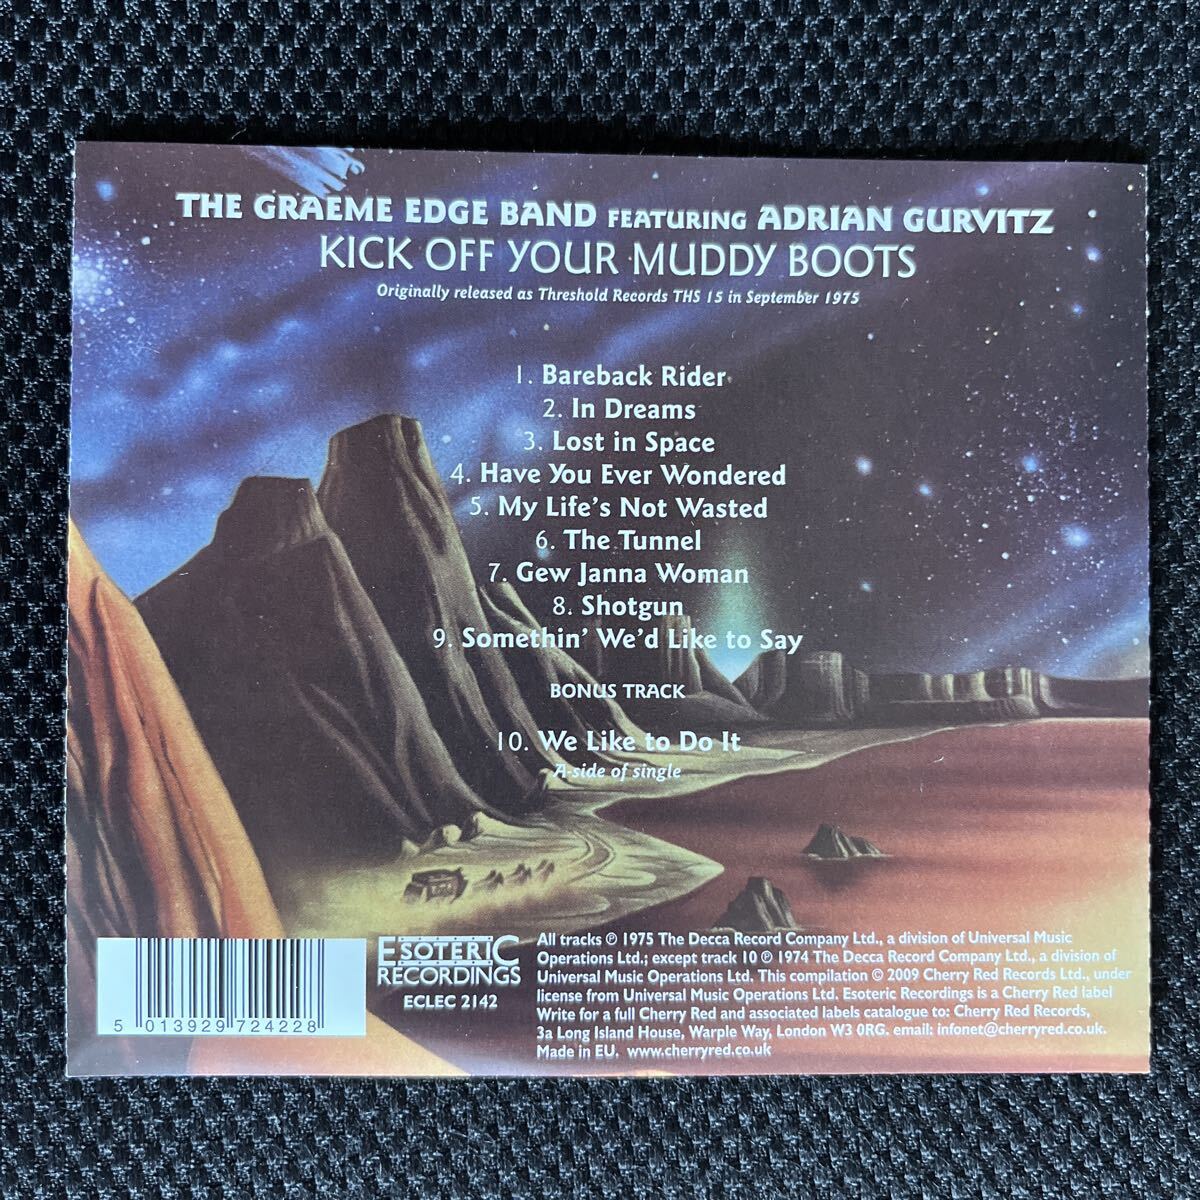 THE GRAEME EDGE BAND FEATURING ADRIAN GURVITZ
KICK OFF YOUR MUDDY BOOTS
Originally released as Threshold Records THS 15 in September 1975
1. Bareback Rider
2. In Dreams
3. Lost in Space
4. Have You Ever Wondered
5. My Life's Not Wasted
6. The Tunnel
7. Gew Janna Woman
8. Shotgun
9. Somethin' We'd Like to Say
BONUS TRACK
10. We Like to Do It
A-side of single
5 013929 724228
ESOTERIC
RECORDINGS
ECLEC 2142
All tracks ℗ 1975 The Decca Record Company Ltd., a division of Universal Music
Operations Ltd.; except track 10 ℗ 1974 The Decca Record Company Ltd., a division of
Universal Music Operations Ltd. This compilation © 2009 Cherry Red Records Ltd., under
license from Universal Music Operations Ltd. Esoteric Recordings is a Cherry Red label
Write for a full Cherry Red and associated labels catalogue to: Cherry Red Records,
3a Long Island House, Warple Way, London W3 0RG. email: infonet@cherryred.co.uk.
Made in EU. www.cherryred.co.uk